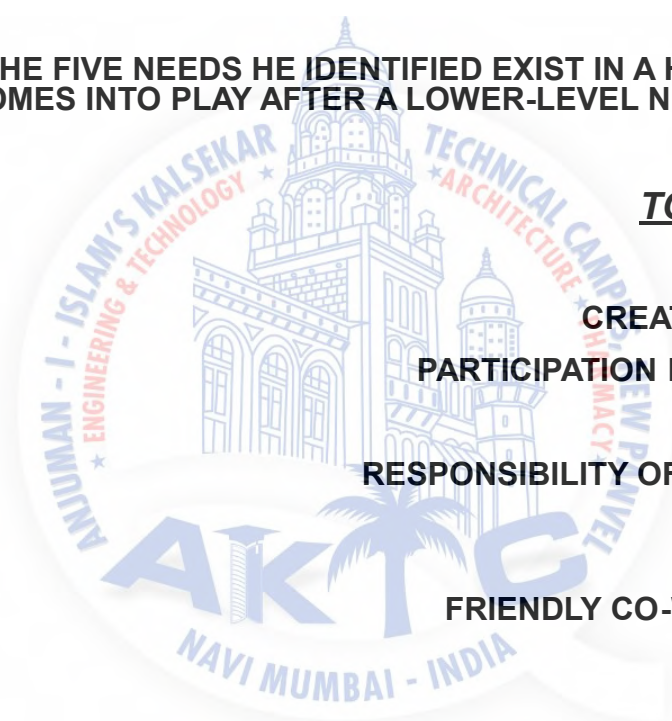 HE FIVE NEEDS HE IDENTIFIED EXIST IN A H
OMES INTO PLAY AFTER A LOWER-LEVEL N
TO
CREAT
PARTICIPATION
RESPONSIBILITY OF
FRIENDLY CO-
ANJUMAN - I - ISLAM'S KALSEKAR TECHNICAL CAMPUS, NEW PANVEL
★ ENGINEERING & TECHNOLOGY ★ ★ ARCHITECTURE ★ PHARMACY ★
AKTC
NAVI MUMBAI - INDIA